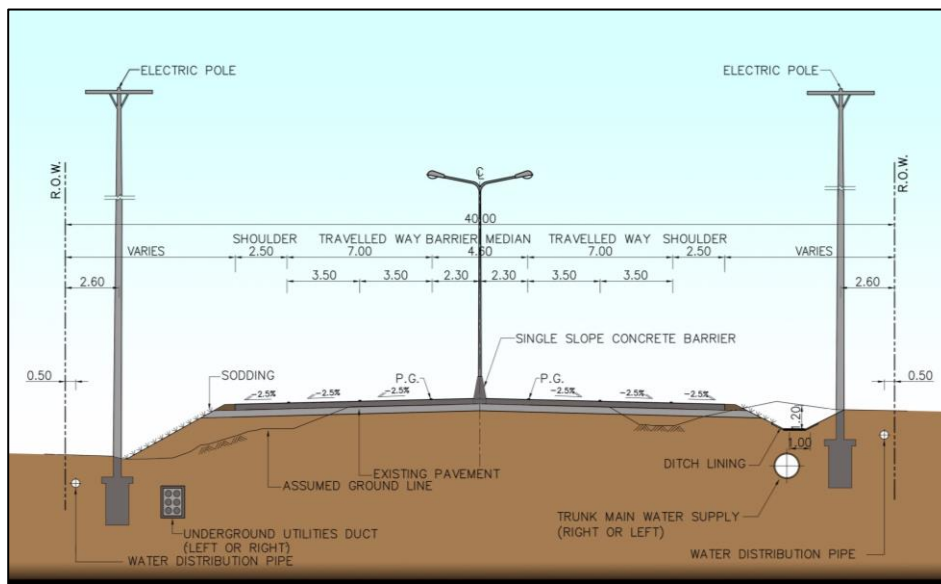 ELECTRIC POLE
ELECTRIC POLE
R.O.W.
R.O.W.
℄
40.00
SHOULDER TRAVELLED WAY BARRIER MEDIAN TRAVELLED WAY SHOULDER
VARIES 2.50 7.00 4.60 7.00 2.50 VARIES
3.50 3.50 2.30 2.30 3.50 3.50
2.60
2.60
SINGLE SLOPE CONCRETE BARRIER
0.50
0.50
SODDING
P.G.
P.G.
-2.5% -2.5% -2.5% -2.5% -2.5% -2.5%
1.20
1.00
EXISTING PAVEMENT
ASSUMED GROUND LINE
DITCH LINING
UNDERGROUND UTILITIES DUCT
(LEFT OR RIGHT)
WATER DISTRIBUTION PIPE
TRUNK MAIN WATER SUPPLY
(RIGHT OR LEFT)
WATER DISTRIBUTION PIPE